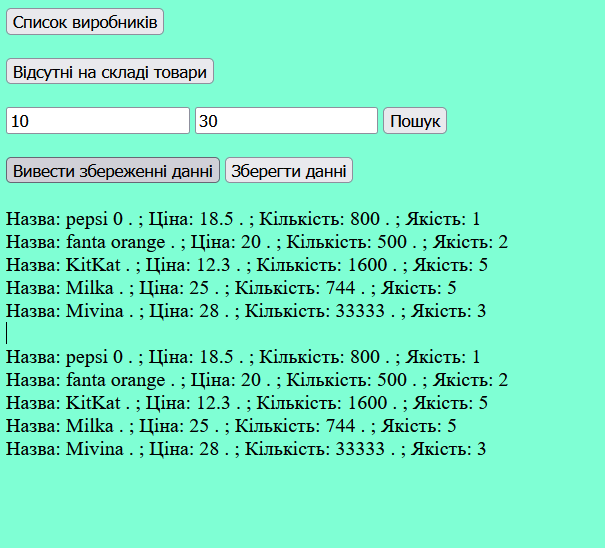 Список виробників
Відсутні на складі товари
10 30 Пошук
Вивести збереженні данні Зберегти данні
Назва: pepsi 0 . ; Ціна: 18.5 . ; Кількість: 800 . ; Якість: 1
Назва: fanta orange . ; Ціна: 20 . ; Кількість: 500 . ; Якість: 2
Назва: KitKat . ; Ціна: 12.3 . ; Кількість: 1600 . ; Якість: 5
Назва: Milka . ; Ціна: 25 . ; Кількість: 744 . ; Якість: 5
Назва: Mivina . ; Ціна: 28 . ; Кількість: 33333 . ; Якість: 3
Назва: pepsi 0 . ; Ціна: 18.5 . ; Кількість: 800 . ; Якість: 1
Назва: fanta orange . ; Ціна: 20 . ; Кількість: 500 . ; Якість: 2
Назва: KitKat . ; Ціна: 12.3 . ; Кількість: 1600 . ; Якість: 5
Назва: Milka . ; Ціна: 25 . ; Кількість: 744 . ; Якість: 5
Назва: Mivina . ; Ціна: 28 . ; Кількість: 33333 . ; Якість: 3